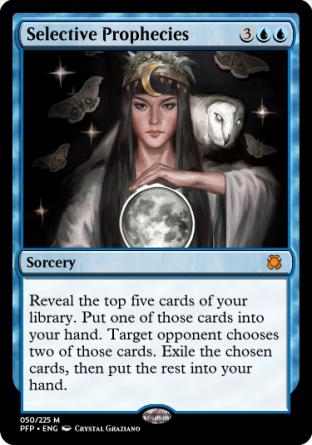 Selective Prophecies 3
Sorcery
Reveal the top five cards of your
library. Put one of those cards into
your hand. Target opponent chooses
two of those cards. Exile the chosen
cards, then put the rest into your
hand.
050/225 M
PFP • ENG Crystal Graziano